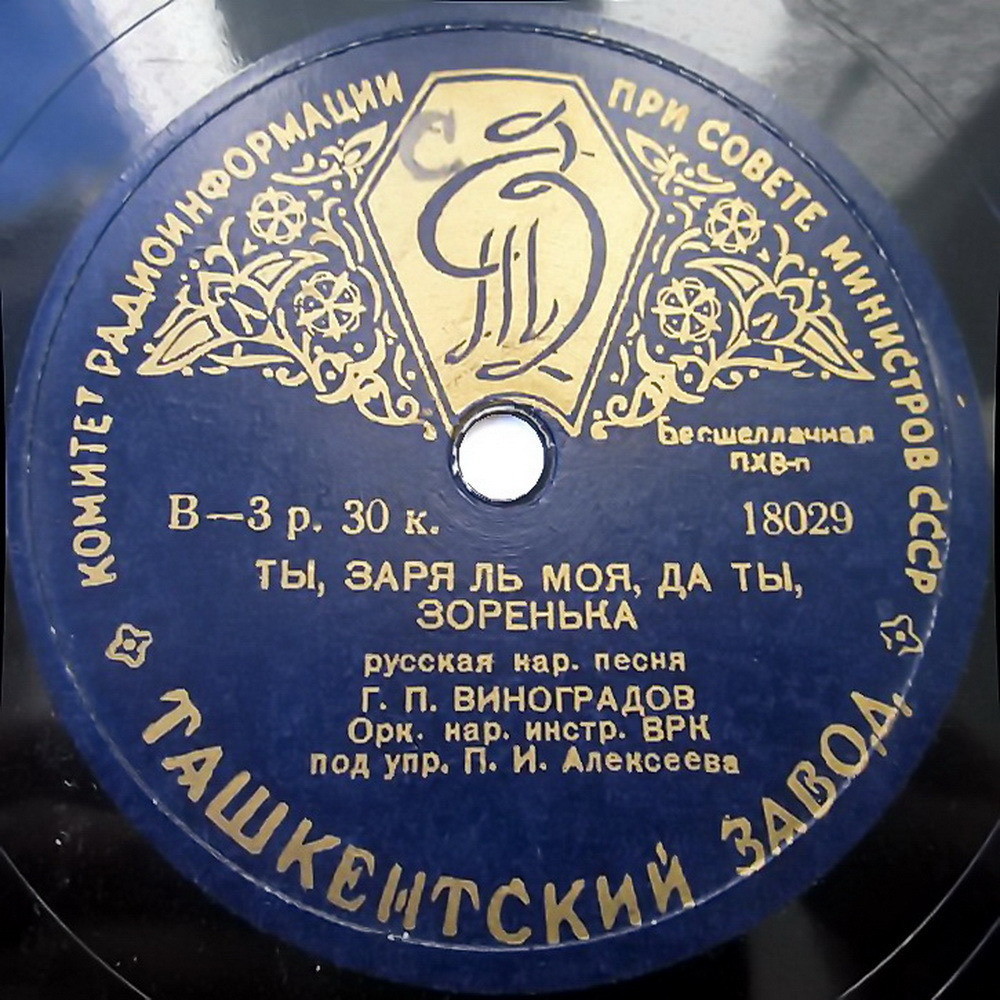 КОМИТЕТ РАДИОИНФОРМАЦИИ ПРИ СОВЕТЕ МИНИСТРОВ СССР
Бесшеллачная
ПХВ-п
В—3 р. 30 к. 18029
ТЫ, ЗАРЯ ЛЬ МОЯ, ДА ТЫ,
ЗОРЕНЬКА
русская нар. песня
Г. П. ВИНОГРАДОВ
Орк. нар. инстр. ВРК
под упр. П. И. Алексеева
ТАШКЕНТСКИЙ ЗАВОД